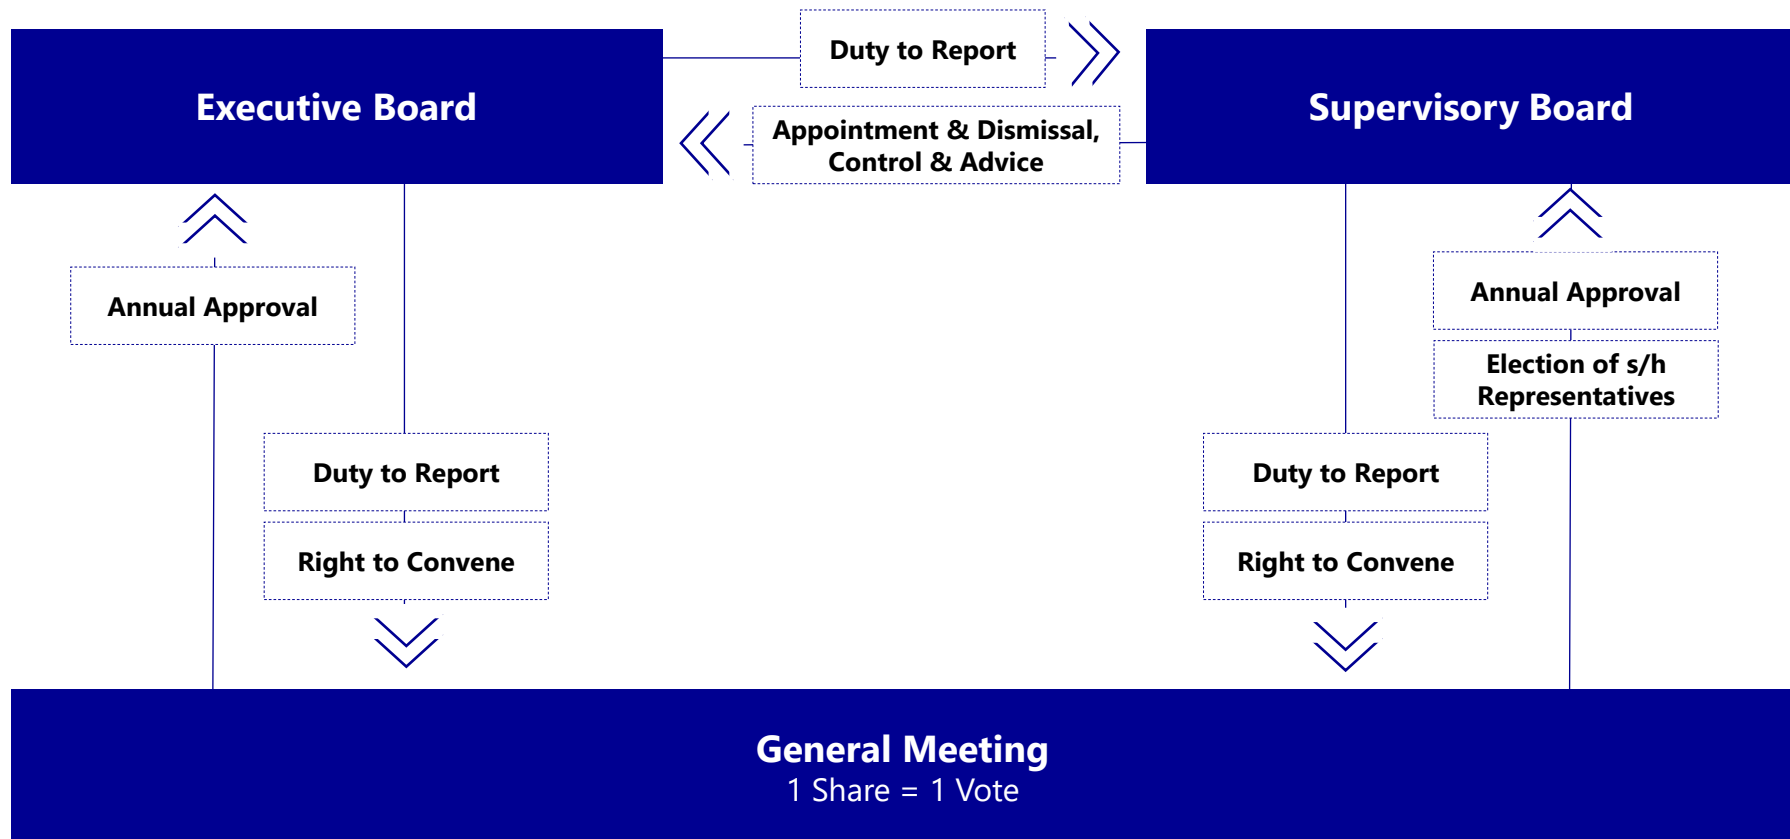 Duty to Report
Executive Board
Supervisory Board
Appointment & Dismissal,
Control & Advice
Annual Approval
Annual Approval
Election of s/h
Representatives
Duty to Report
Duty to Report
Right to Convene
Right to Convene
General Meeting
1 Share = 1 Vote